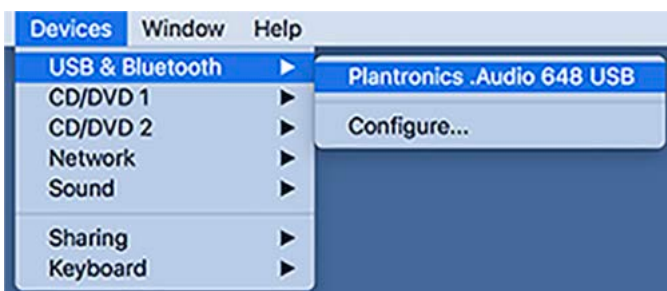 Devices Window Help
USB & Bluetooth
Plantronics .Audio 648 USB
CD/DVD 1
CD/DVD 2
Configure...
Network
Sound
Sharing
Keyboard